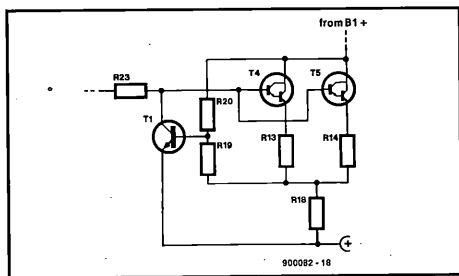 from B1 +
R23
T4
T5
R20
T1
R19
R13
R14
R18
+
900082 - 18